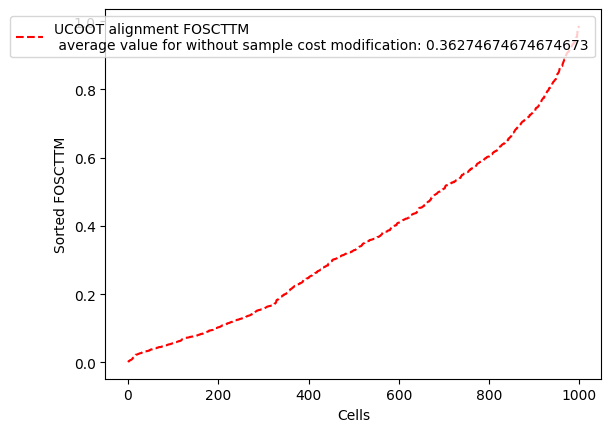 UCOOT alignment FOSCTTM
average value for without sample cost modification: 0.36274674674674673
1.0
0.8
0.6
0.4
0.2
0.0
Sorted FOSCTTM
0 200 400 600 800 1000
Cells